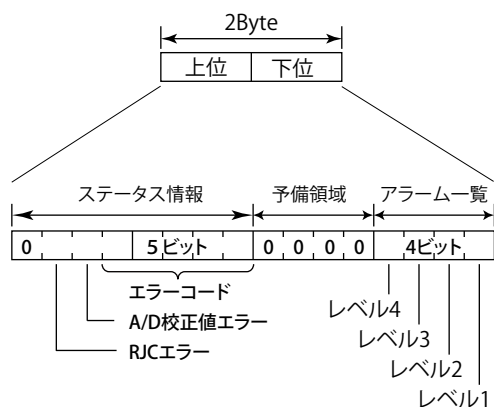 2Byte
上位 下位
ステータス情報 予備領域 アラーム一覧
0 5ビット 0 0 0 0 4ビット
エラーコード
A/D校正値エラー
RJCエラー
レベル4
レベル3
レベル2
レベル1